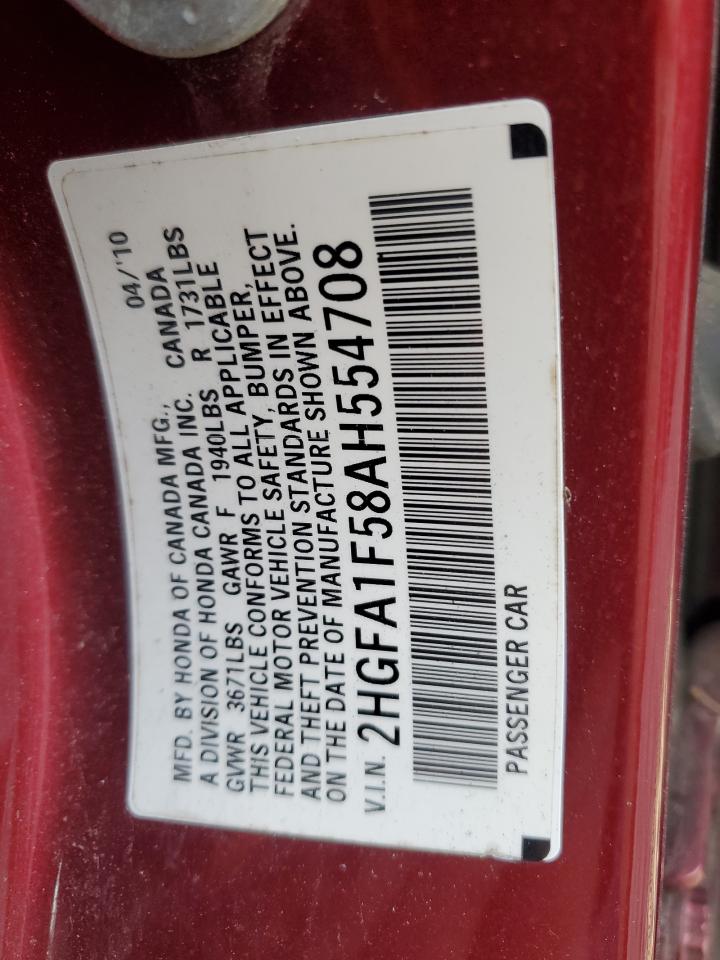 04/'10
MFD. BY HONDA OF CANADA MFG., CANADA
A DIVISION OF HONDA CANADA INC.
GVWR 3671LBS GAWR F 1940LBS R 1731LBS
THIS VEHICLE CONFORMS TO ALL APPLICABLE
FEDERAL MOTOR VEHICLE SAFETY, BUMPER,
AND THEFT PREVENTION STANDARDS IN EFFECT
ON THE DATE OF MANUFACTURE SHOWN ABOVE.
V.I.N. 2HGFA1F58AH554708
PASSENGER CAR